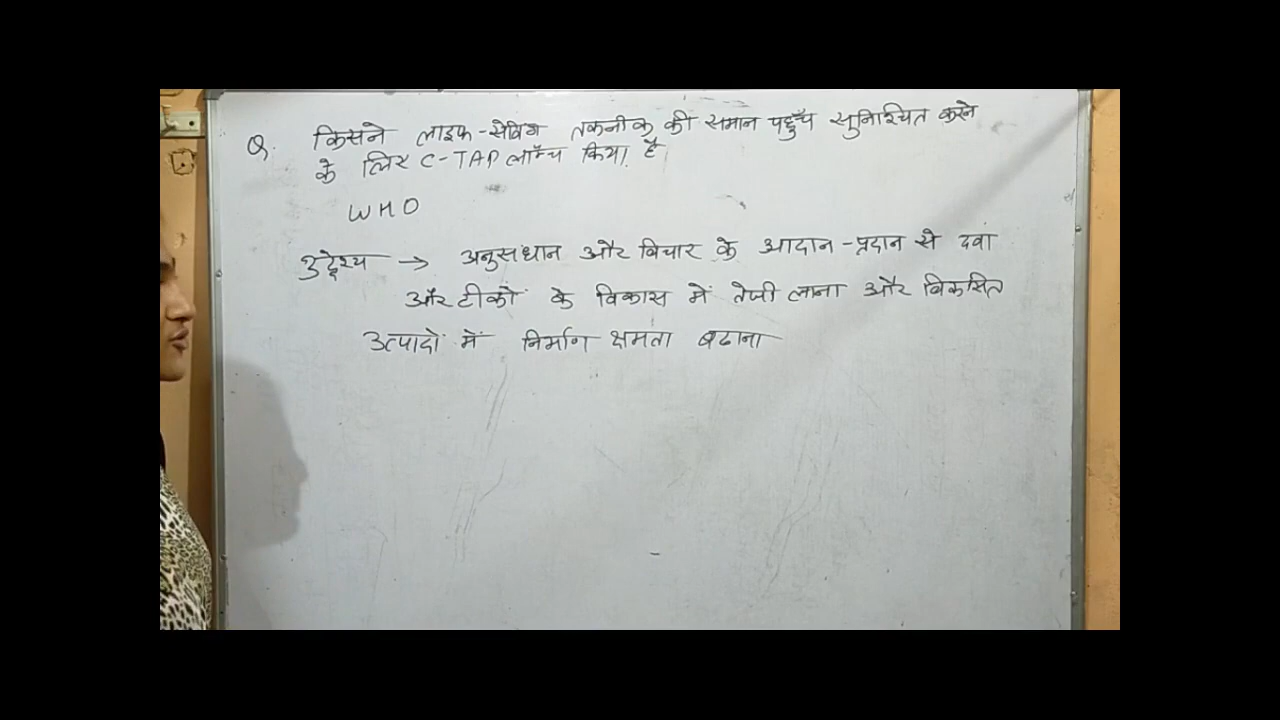 Q. किसने लाइफ-सेविंग तकनीक की समान पहुँच सुनिश्चित करने
के लिए C-TAP लॉन्च किया है
WHO
उद्देश्य → अनुसंधान और विचार के आदान-प्रदान से दवा
और टीकों के विकास में तेजी लाना और विकसित
उत्पादों में निर्माण क्षमता बढाना